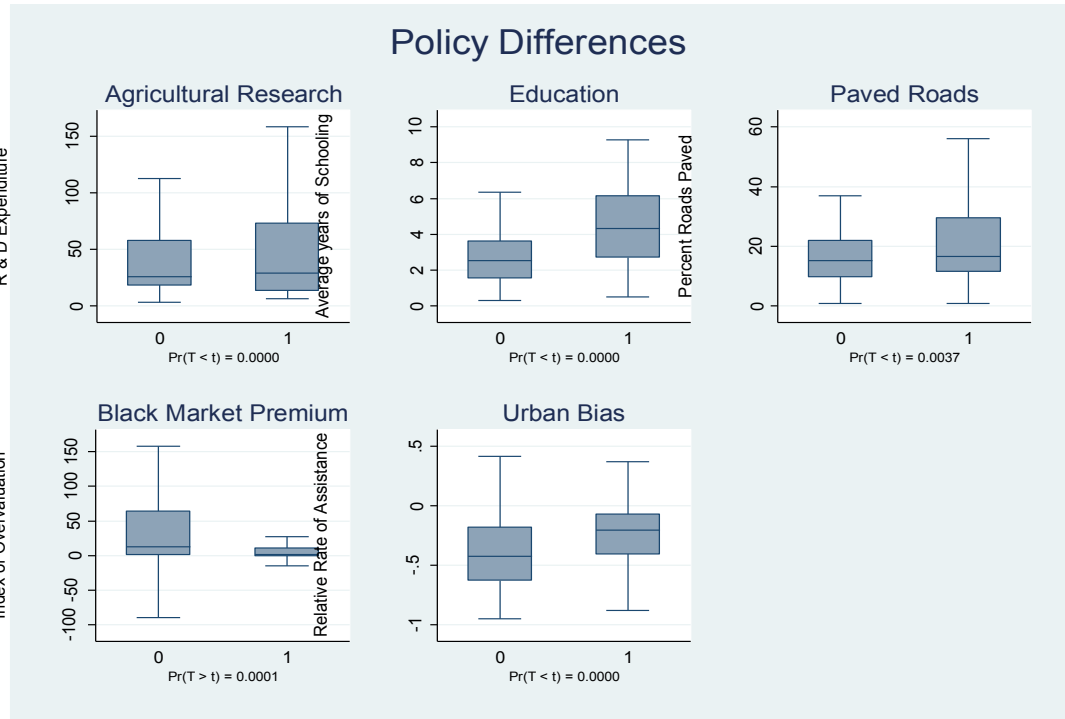 Policy Differences
Agricultural Research
R & D Expenditure
150
100
50
0
0 1
Pr(T < t) = 0.0000
Education
Average years of Schooling
10
8
6
4
2
0
0 1
Pr(T < t) = 0.0000
Paved Roads
Percent Roads Paved
60
40
20
0
0 1
Pr(T < t) = 0.0037
Black Market Premium
Index of Overvaluation
150
100
50
0
-50
-100
0 1
Pr(T > t) = 0.0001
Urban Bias
Relative Rate of Assistance
.5
0
-.5
-1
0 1
Pr(T < t) = 0.0000